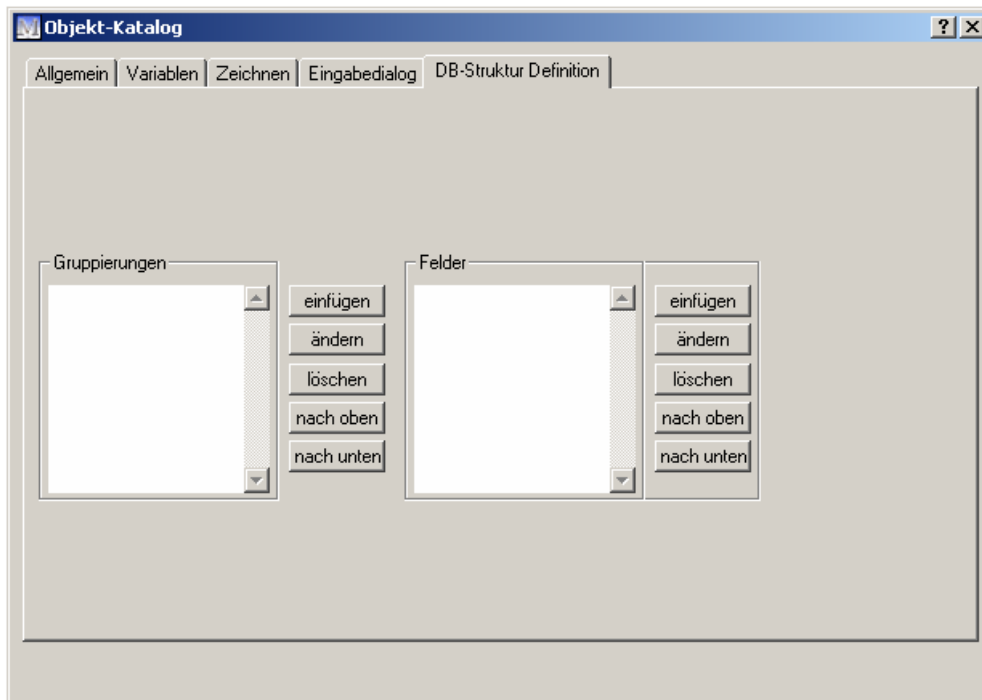 Objekt-Katalog
Allgemein Variablen Zeichnen Eingabedialog DB-Struktur Definition
Gruppierungen
einfügen
ändern
löschen
nach oben
nach unten
Felder
einfügen
ändern
löschen
nach oben
nach unten